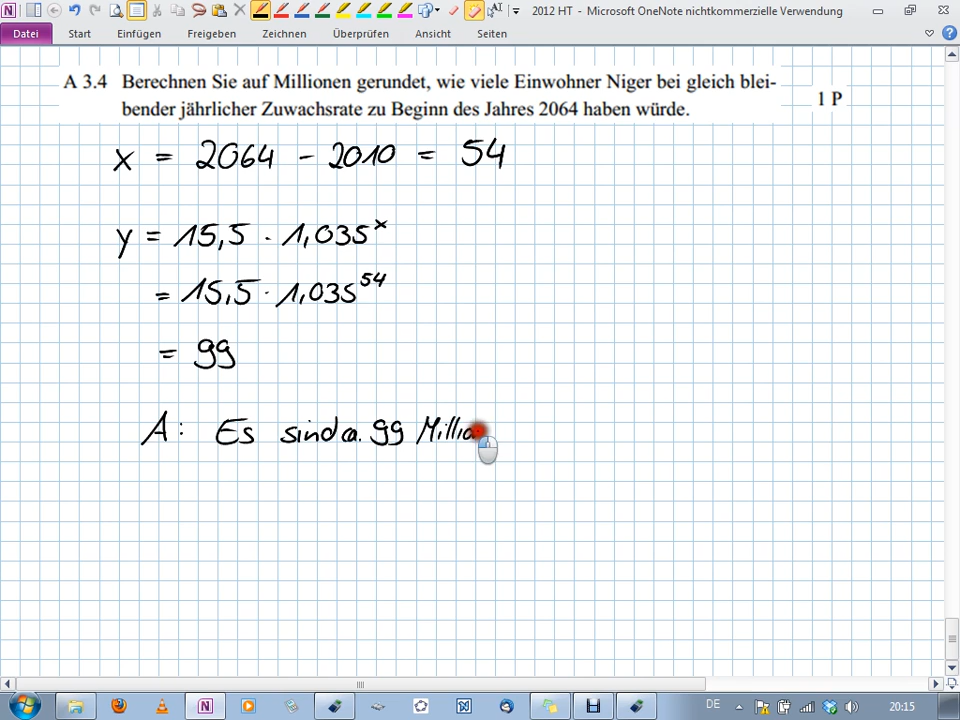 2012 HT - Microsoft OneNote nichtkommerzielle Verwendung
Datei Start Einfügen Freigeben Zeichnen Überprüfen Ansicht Seiten
A 3.4 Berechnen Sie auf Millionen gerundet, wie viele Einwohner Niger bei gleich blei-
bender jährlicher Zuwachsrate zu Beginn des Jahres 2064 haben würde.
1 P
x = 2064 - 2010 = 54
y = 15,5 · 1,035^x
= 15,5 · 1,035^54
= 99
A: Es sind ca. 99 Millio
DE 20:15